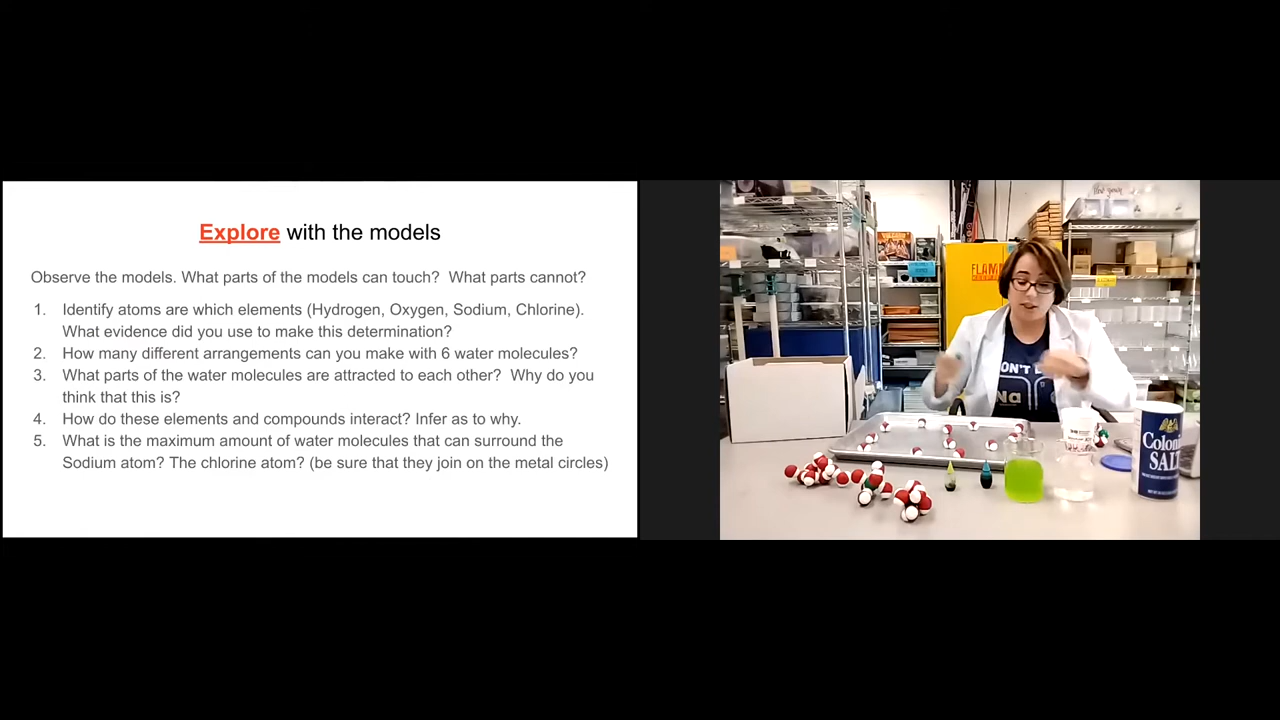 Explore with the models
Observe the models. What parts of the models can touch?  What parts cannot?
1. Identify atoms are which elements (Hydrogen, Oxygen, Sodium, Chlorine).
What evidence did you use to make this determination?
2. How many different arrangements can you make with 6 water molecules?
3. What parts of the water molecules are attracted to each other?  Why do you
think that this is?
4. How do these elements and compounds interact? Infer as to why.
5. What is the maximum amount of water molecules that can surround the
Sodium atom? The chlorine atom? (be sure that they join on the metal circles)
FLAMM
ON'T
Na
SALT